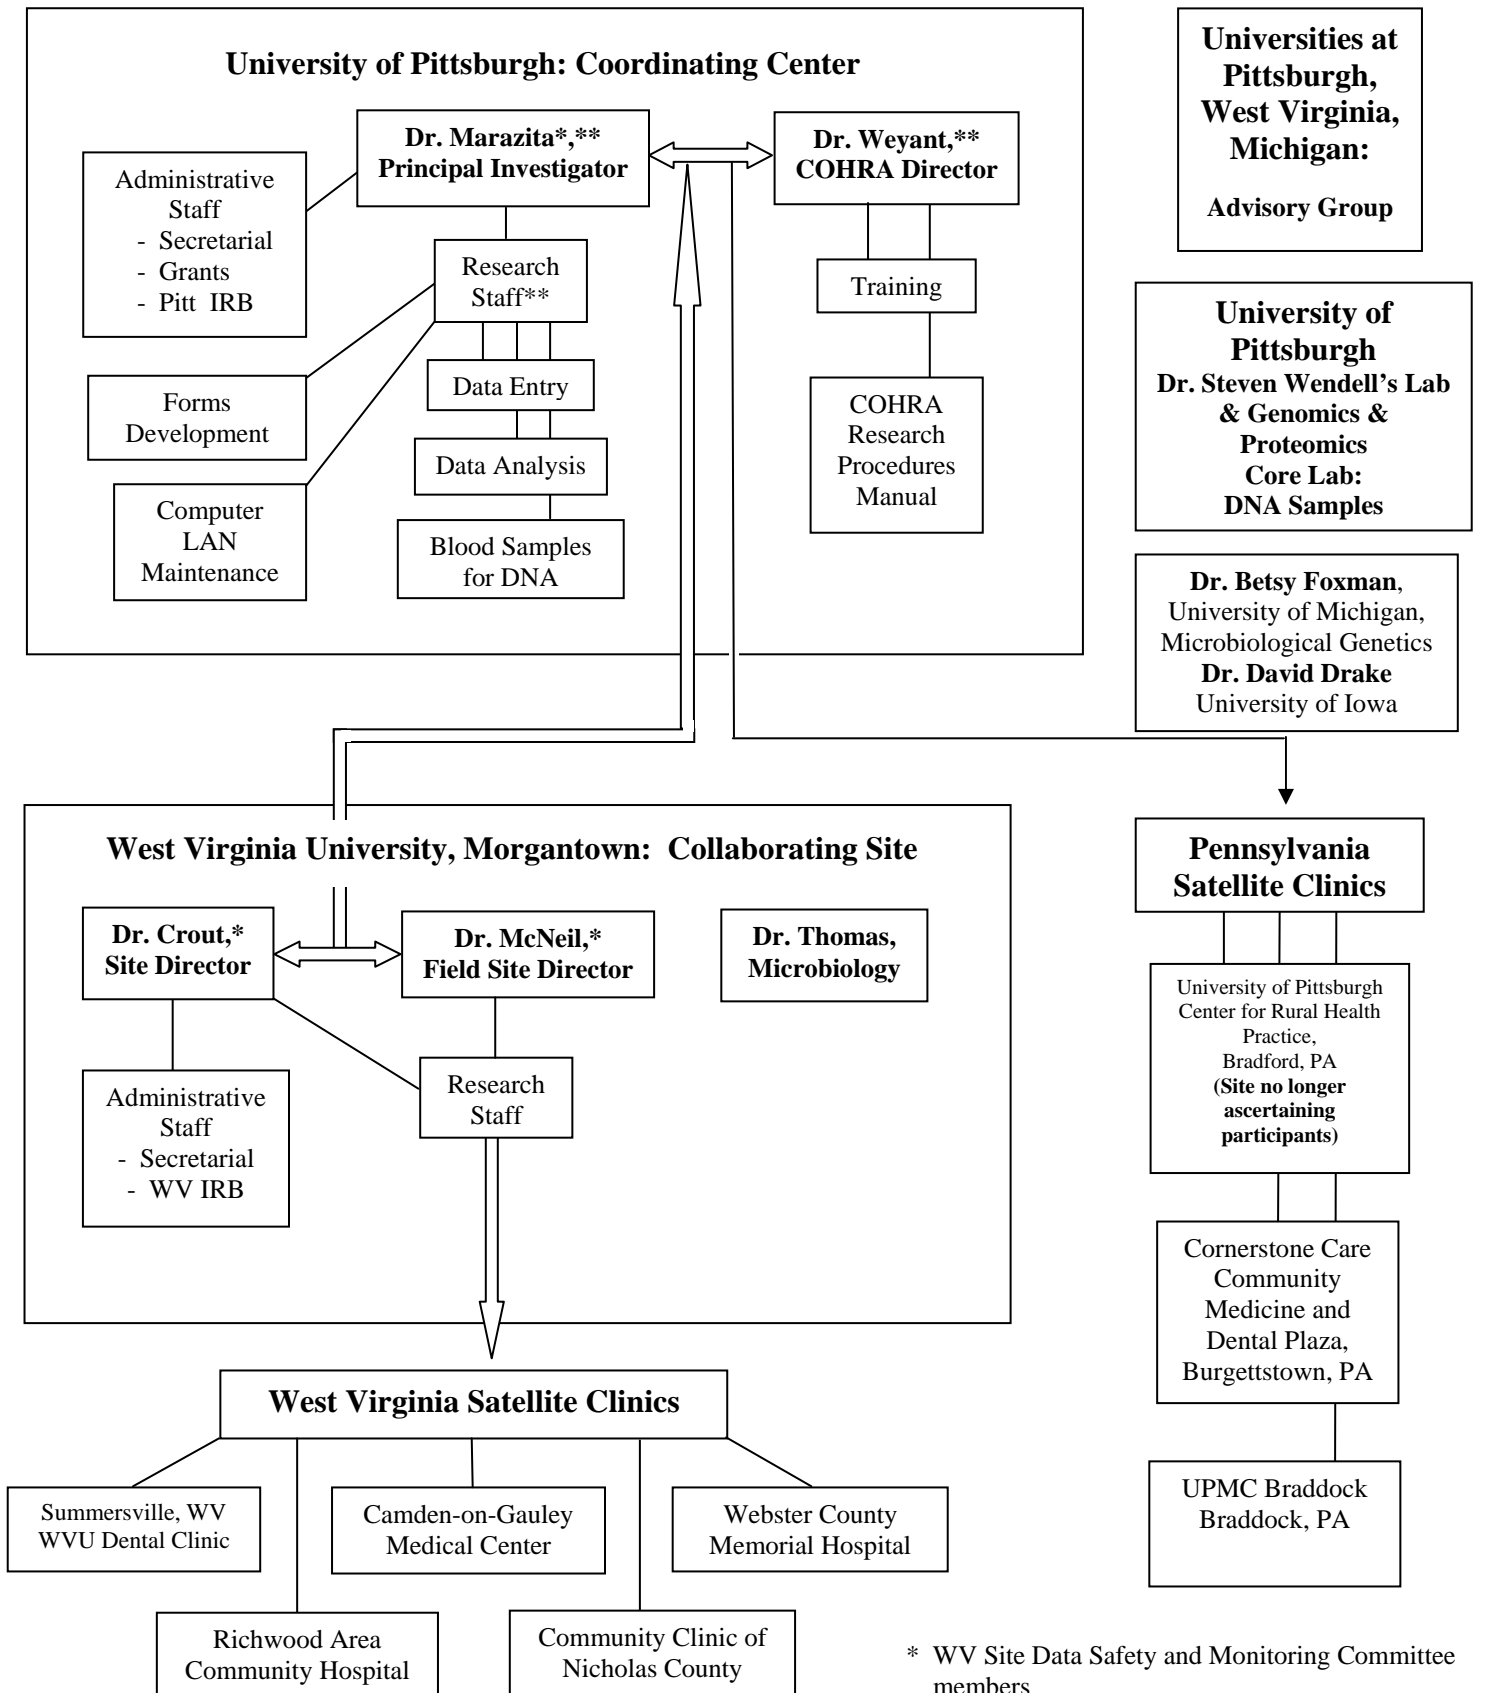 University of Pittsburgh: Coordinating Center
Dr. Marazita*,**
Principal Investigator
Dr. Weyant,**
COHRA Director
Administrative
Staff
- Secretarial
- Grants
- Pitt IRB
Research
Staff**
Training
Forms
Development
Data Entry
COHRA
Research
Procedures
Manual
Data Analysis
Computer
LAN
Maintenance
Blood Samples
for DNA
Universities at
Pittsburgh,
West Virginia,
Michigan:
Advisory Group
University of
Pittsburgh
Dr. Steven Wendell’s Lab
& Genomics &
Proteomics
Core Lab:
DNA Samples
Dr. Betsy Foxman,
University of Michigan,
Microbiological Genetics
Dr. David Drake
University of Iowa
West Virginia University, Morgantown: Collaborating Site
Dr. Crout,*
Site Director
Dr. McNeil,*
Field Site Director
Dr. Thomas,
Microbiology
Administrative
Staff
- Secretarial
- WV IRB
Research
Staff
Pennsylvania
Satellite Clinics
University of Pittsburgh
Center for Rural Health
Practice,
Bradford, PA
(Site no longer
ascertaining
participants)
Cornerstone Care
Community
Medicine and
Dental Plaza,
Burgettstown, PA
UPMC Braddock
Braddock, PA
West Virginia Satellite Clinics
Summersville, WV
WVU Dental Clinic
Camden-on-Gauley
Medical Center
Webster County
Memorial Hospital
Richwood Area
Community Hospital
Community Clinic of
Nicholas County
* WV Site Data Safety and Monitoring Committee
members